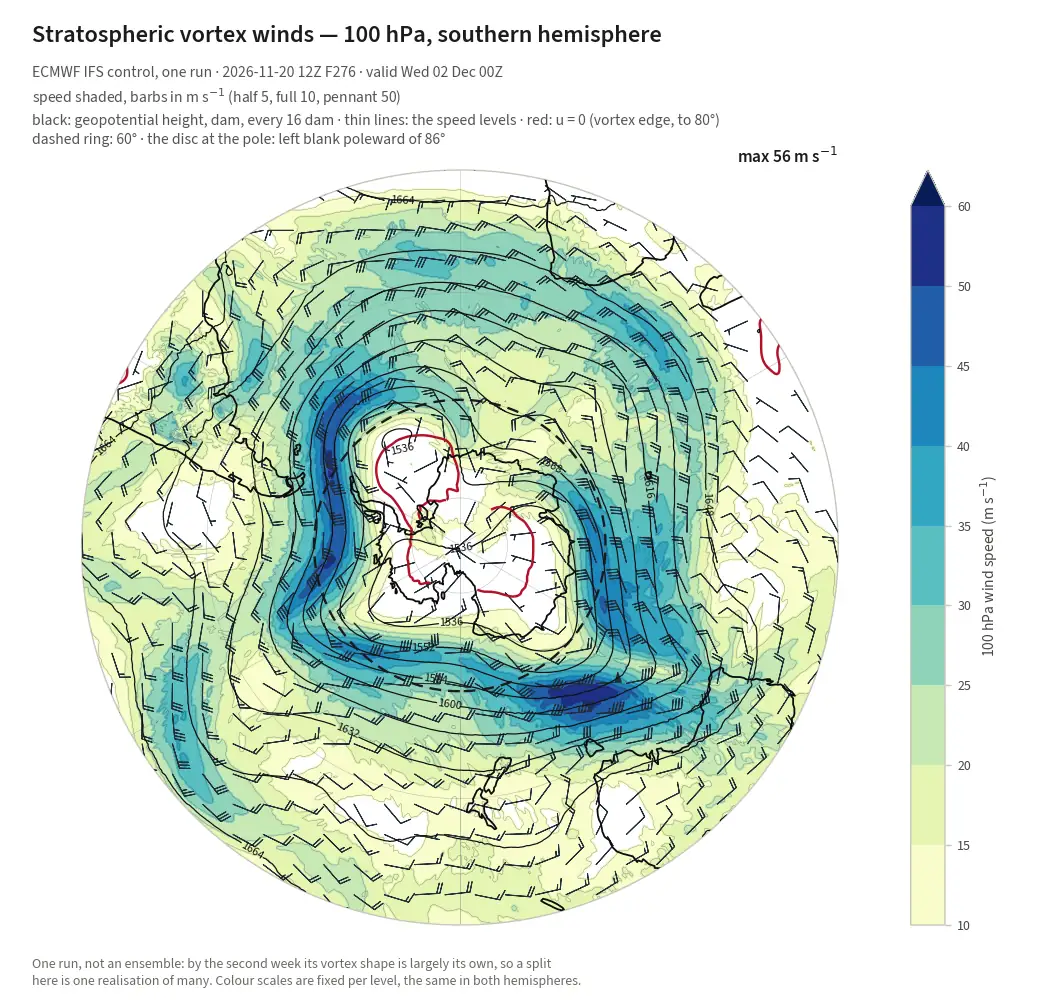 Stratospheric vortex winds — 100 hPa, southern hemisphere
ECMWF IFS control, one run · 2026-11-20 12Z F276 · valid Wed 02 Dec 00Z
speed shaded, barbs in m s⁻¹ (half 5, full 10, pennant 50)
black: geopotential height, dam, every 16 dam · thin lines: the speed levels · red: u = 0 (vortex edge, to 80°)
dashed ring: 60° · the disc at the pole: left blank poleward of 86°
max 56 m s⁻¹
1664
60
50
45
40
35
30
25
20
15
10
100 hPa wind speed (m s⁻¹)
1664
1536
1616
1648
1536
1536
1552
1600
1632
1664
One run, not an ensemble: by the second week its vortex shape is largely its own, so a split
here is one realisation of many. Colour scales are fixed per level, the same in both hemispheres.